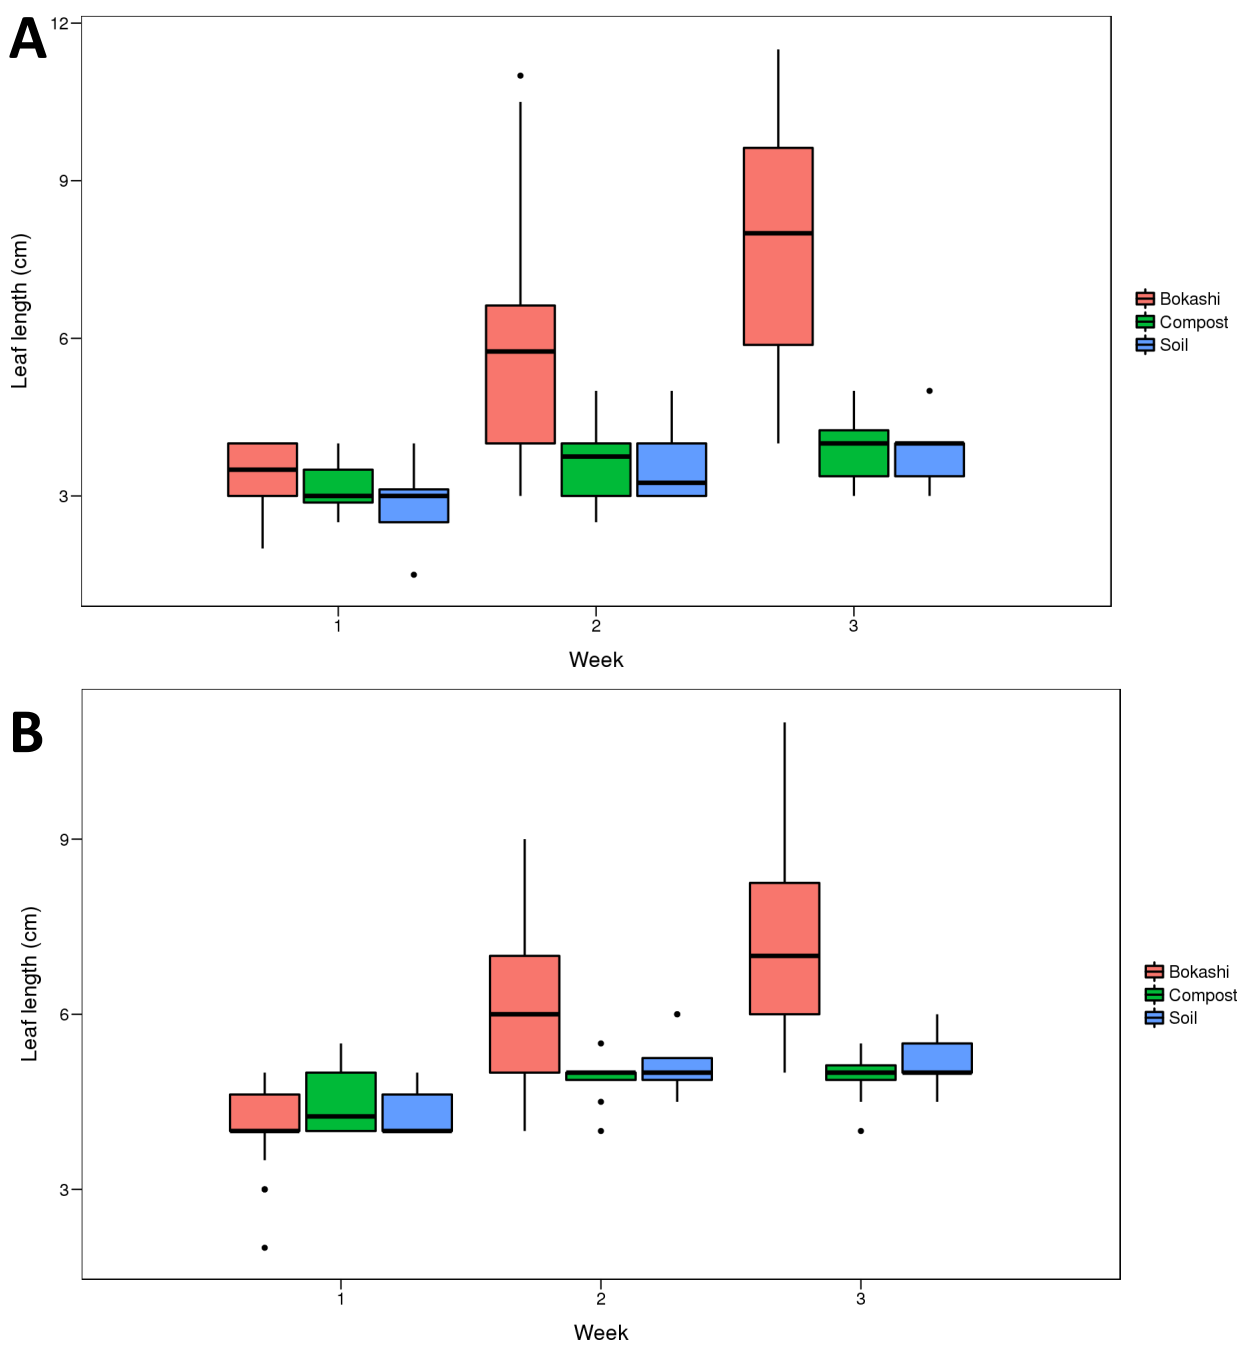 A
12
9
6
3
Leaf length (cm)
1 2 3
Week
Bokashi
Compost
Soil
B
9
6
3
Leaf length (cm)
1 2 3
Week
Bokashi
Compost
Soil